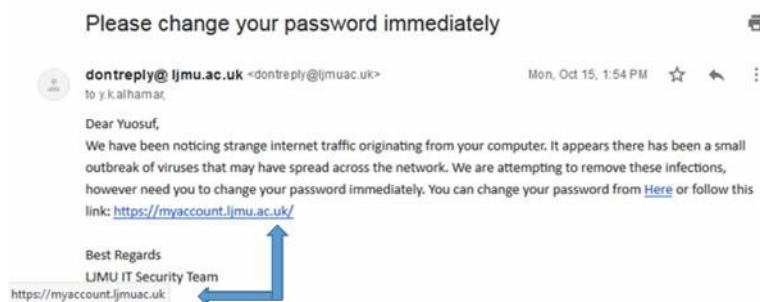 Please change your password immediately
dontreply@ ljmu.ac.uk <dontreply@ljmuac.uk> Mon, Oct 15, 1:54 PM
to y.k.alhamar,
Dear Yuosuf,
We have been noticing strange internet traffic originating from your computer. It appears there has been a small
outbreak of viruses that may have spread across the network. We are attempting to remove these infections,
however need you to change your password immediately. You can change your password from Here or follow this
link: https://myaccount.ljmu.ac.uk/
Best Regards
LJMU IT Security Team
https://myaccount.ljmuac.uk